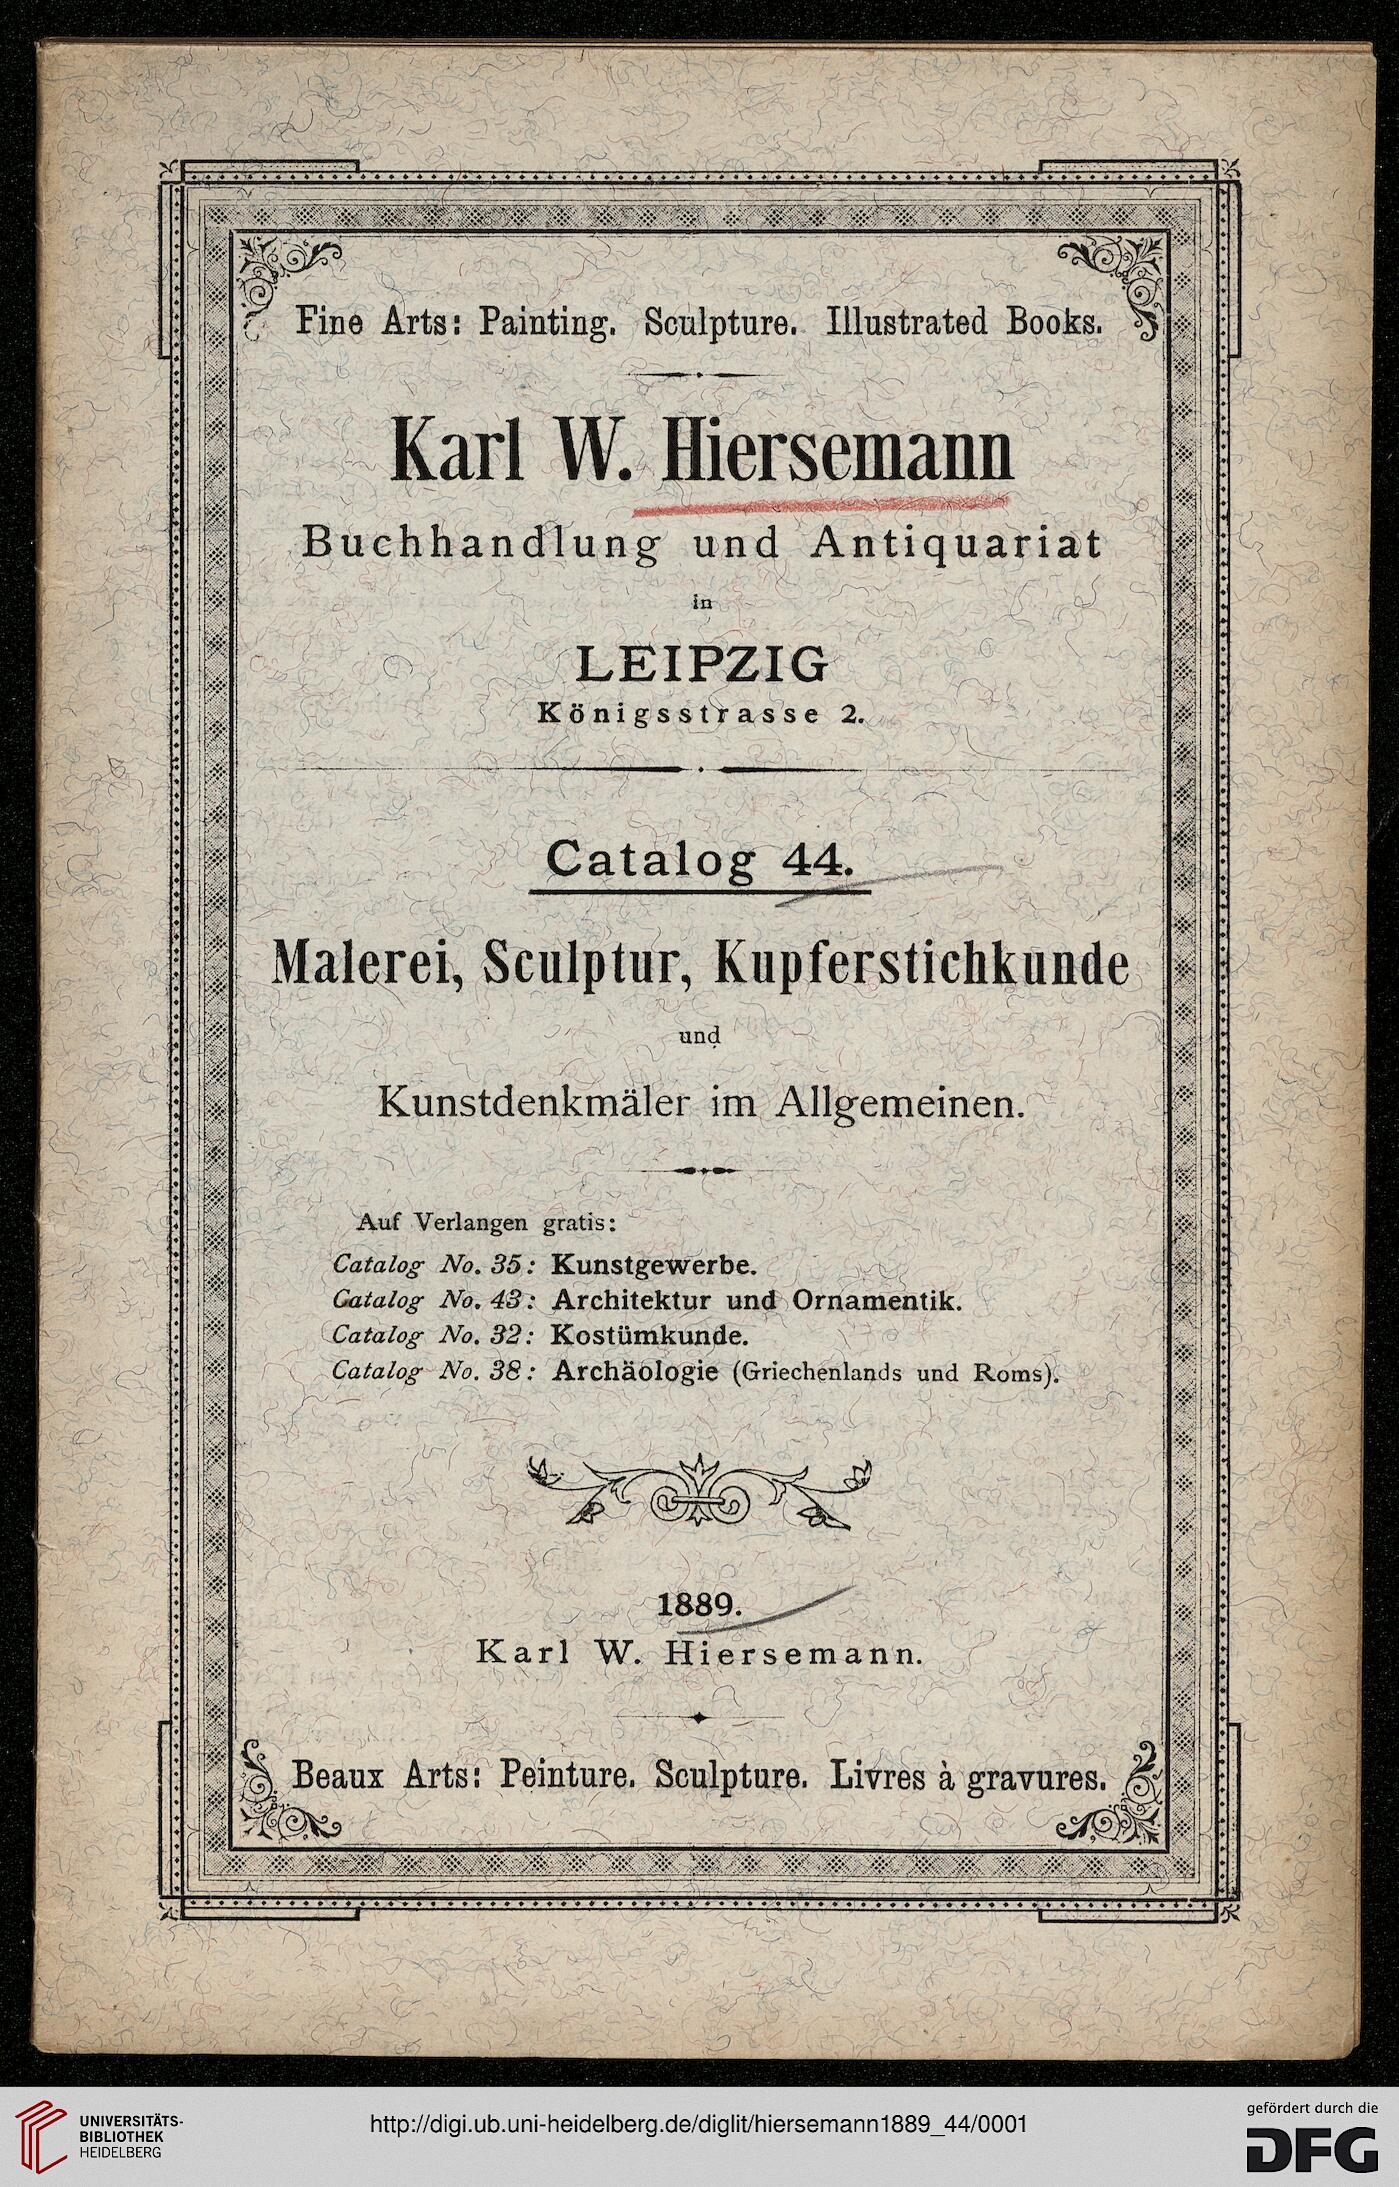 Fine Arts: Painting. Sculpture. Illustrated Books.
Karl W. Hiersemann
Buchhandlung und Antiquariat
in
LEIPZIG
Königsstrasse 2.
Catalog 44.
Malerei, Sculptur, Kupferstichkunde
und
Kunstdenkmäler im Allgemeinen.
Auf Verlangen gratis:
Catalog No. 35: Kunstgewerbe.
Catalog No. 43: Architektur und Ornamentik.
Catalog No. 32: Kostümkunde.
Catalog No. 38: Archäologie (Griechenlands und Roms).
1889.
Karl W. Hiersemann.
Beaux Arts: Peinture. Sculpture. Livres à gravures.
UNIVERSITÄTS-
BIBLIOTHEK
HEIDELBERG
http://digi.ub.uni-heidelberg.de/diglit/hiersemann1889_44/0001
gefördert durch die
DFG